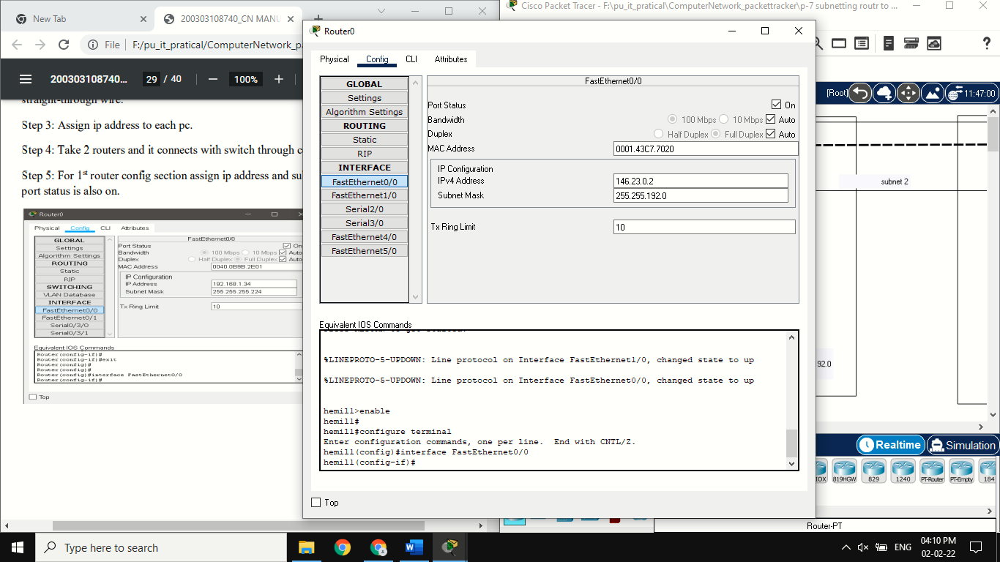 New Tab
200303108740_CN MANU
Cisco Packet Tracer - F:\pu_it_pratical\ComputerNetwork_packettracker\p-7 subnetting routr to ...
File
F:/pu_it_pratical/ComputerNetwork_pa
200303108740...
29 / 40
100%
straight-through wire.
Step 3: Assign ip address to each pc.
Step 4: Take 2 routers and it connects with switch through c
Step 5: For 1st router config section assign ip address and su
port status is also on.
Router0
Physical
Config
CLI
Attributes
GLOBAL
Settings
Algorithm Settings
ROUTING
Static
RIP
SWITCHING
VLAN Database
INTERFACE
FastEthernet0/0
FastEthernet0/1
Serial0/3/0
Serial0/3/1
FastEthernet0/0
Port Status
On
Bandwidth
100 Mbps
10 Mbps
Auto
Duplex
Half Duplex
Full Duplex
Auto
MAC Address
0040.0B9B.2E01
IP Configuration
IP Address
192.168.1.34
Subnet Mask
255.255.255.224
Tx Ring Limit
10
Equivalent IOS Commands
Router(config-if)#
Router(config-if)#exit
Router(config)#
Router(config)#interface FastEthernet0/0
Router(config-if)#
Top
Router0
Physical
Config
CLI
Attributes
GLOBAL
Settings
Algorithm Settings
ROUTING
Static
RIP
INTERFACE
FastEthernet0/0
FastEthernet1/0
Serial2/0
Serial3/0
FastEthernet4/0
FastEthernet5/0
FastEthernet0/0
Port Status
On
Bandwidth
100 Mbps
10 Mbps
Auto
Duplex
Half Duplex
Full Duplex
Auto
MAC Address
0001.43C7.7020
IP Configuration
IPv4 Address
146.23.0.2
Subnet Mask
255.255.192.0
Tx Ring Limit
10
Equivalent IOS Commands
%LINEPROTO-5-UPDOWN: Line protocol on Interface FastEthernet1/0, changed state to up
%LINEPROTO-5-UPDOWN: Line protocol on Interface FastEthernet0/0, changed state to up
hemil1>enable
hemil1#
hemil1#configure terminal
Enter configuration commands, one per line.  End with CNTL/Z.
hemil1(config)#interface FastEthernet0/0
hemil1(config-if)#
Top
[Root]
11:47:00
subnet 2
92.0
Realtime
Simulation
IOX
819HGW
829
1240
PT-Router
PT-Empty
184
Router-PT
Type here to search
ENG
04:10 PM
02-02-22